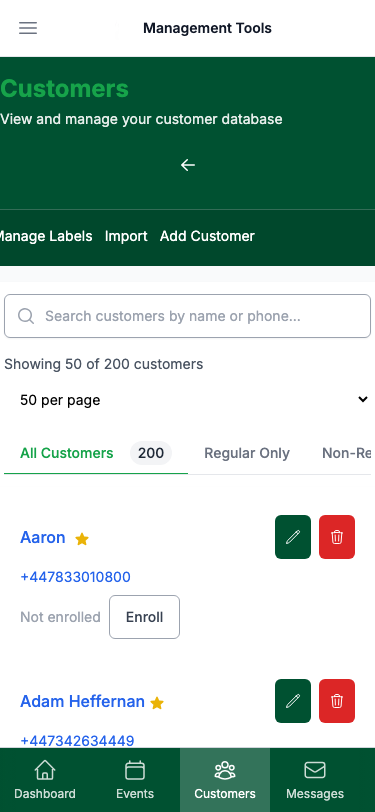 Management Tools
Customers
View and manage your customer database
Manage Labels Import Add Customer
Search customers by name or phone...
Showing 50 of 200 customers
50 per page
All Customers 200 Regular Only Non-Re
Aaron
+447833010800
Not enrolled Enroll
Adam Heffernan
+447342634449
Dashboard Events Customers Messages